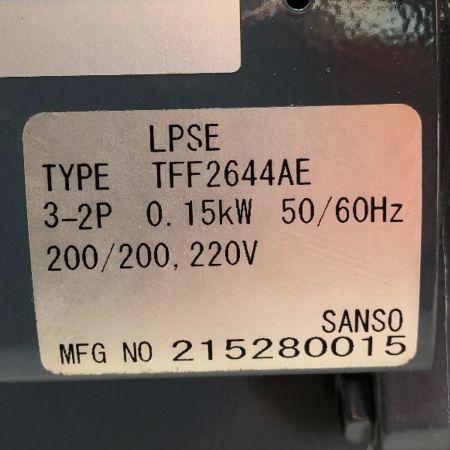 LPSE
TYPE TFF2644AE
3-2P 0.15kW 50/60Hz
200/200, 220V
SANSO
MFG NO 215280015